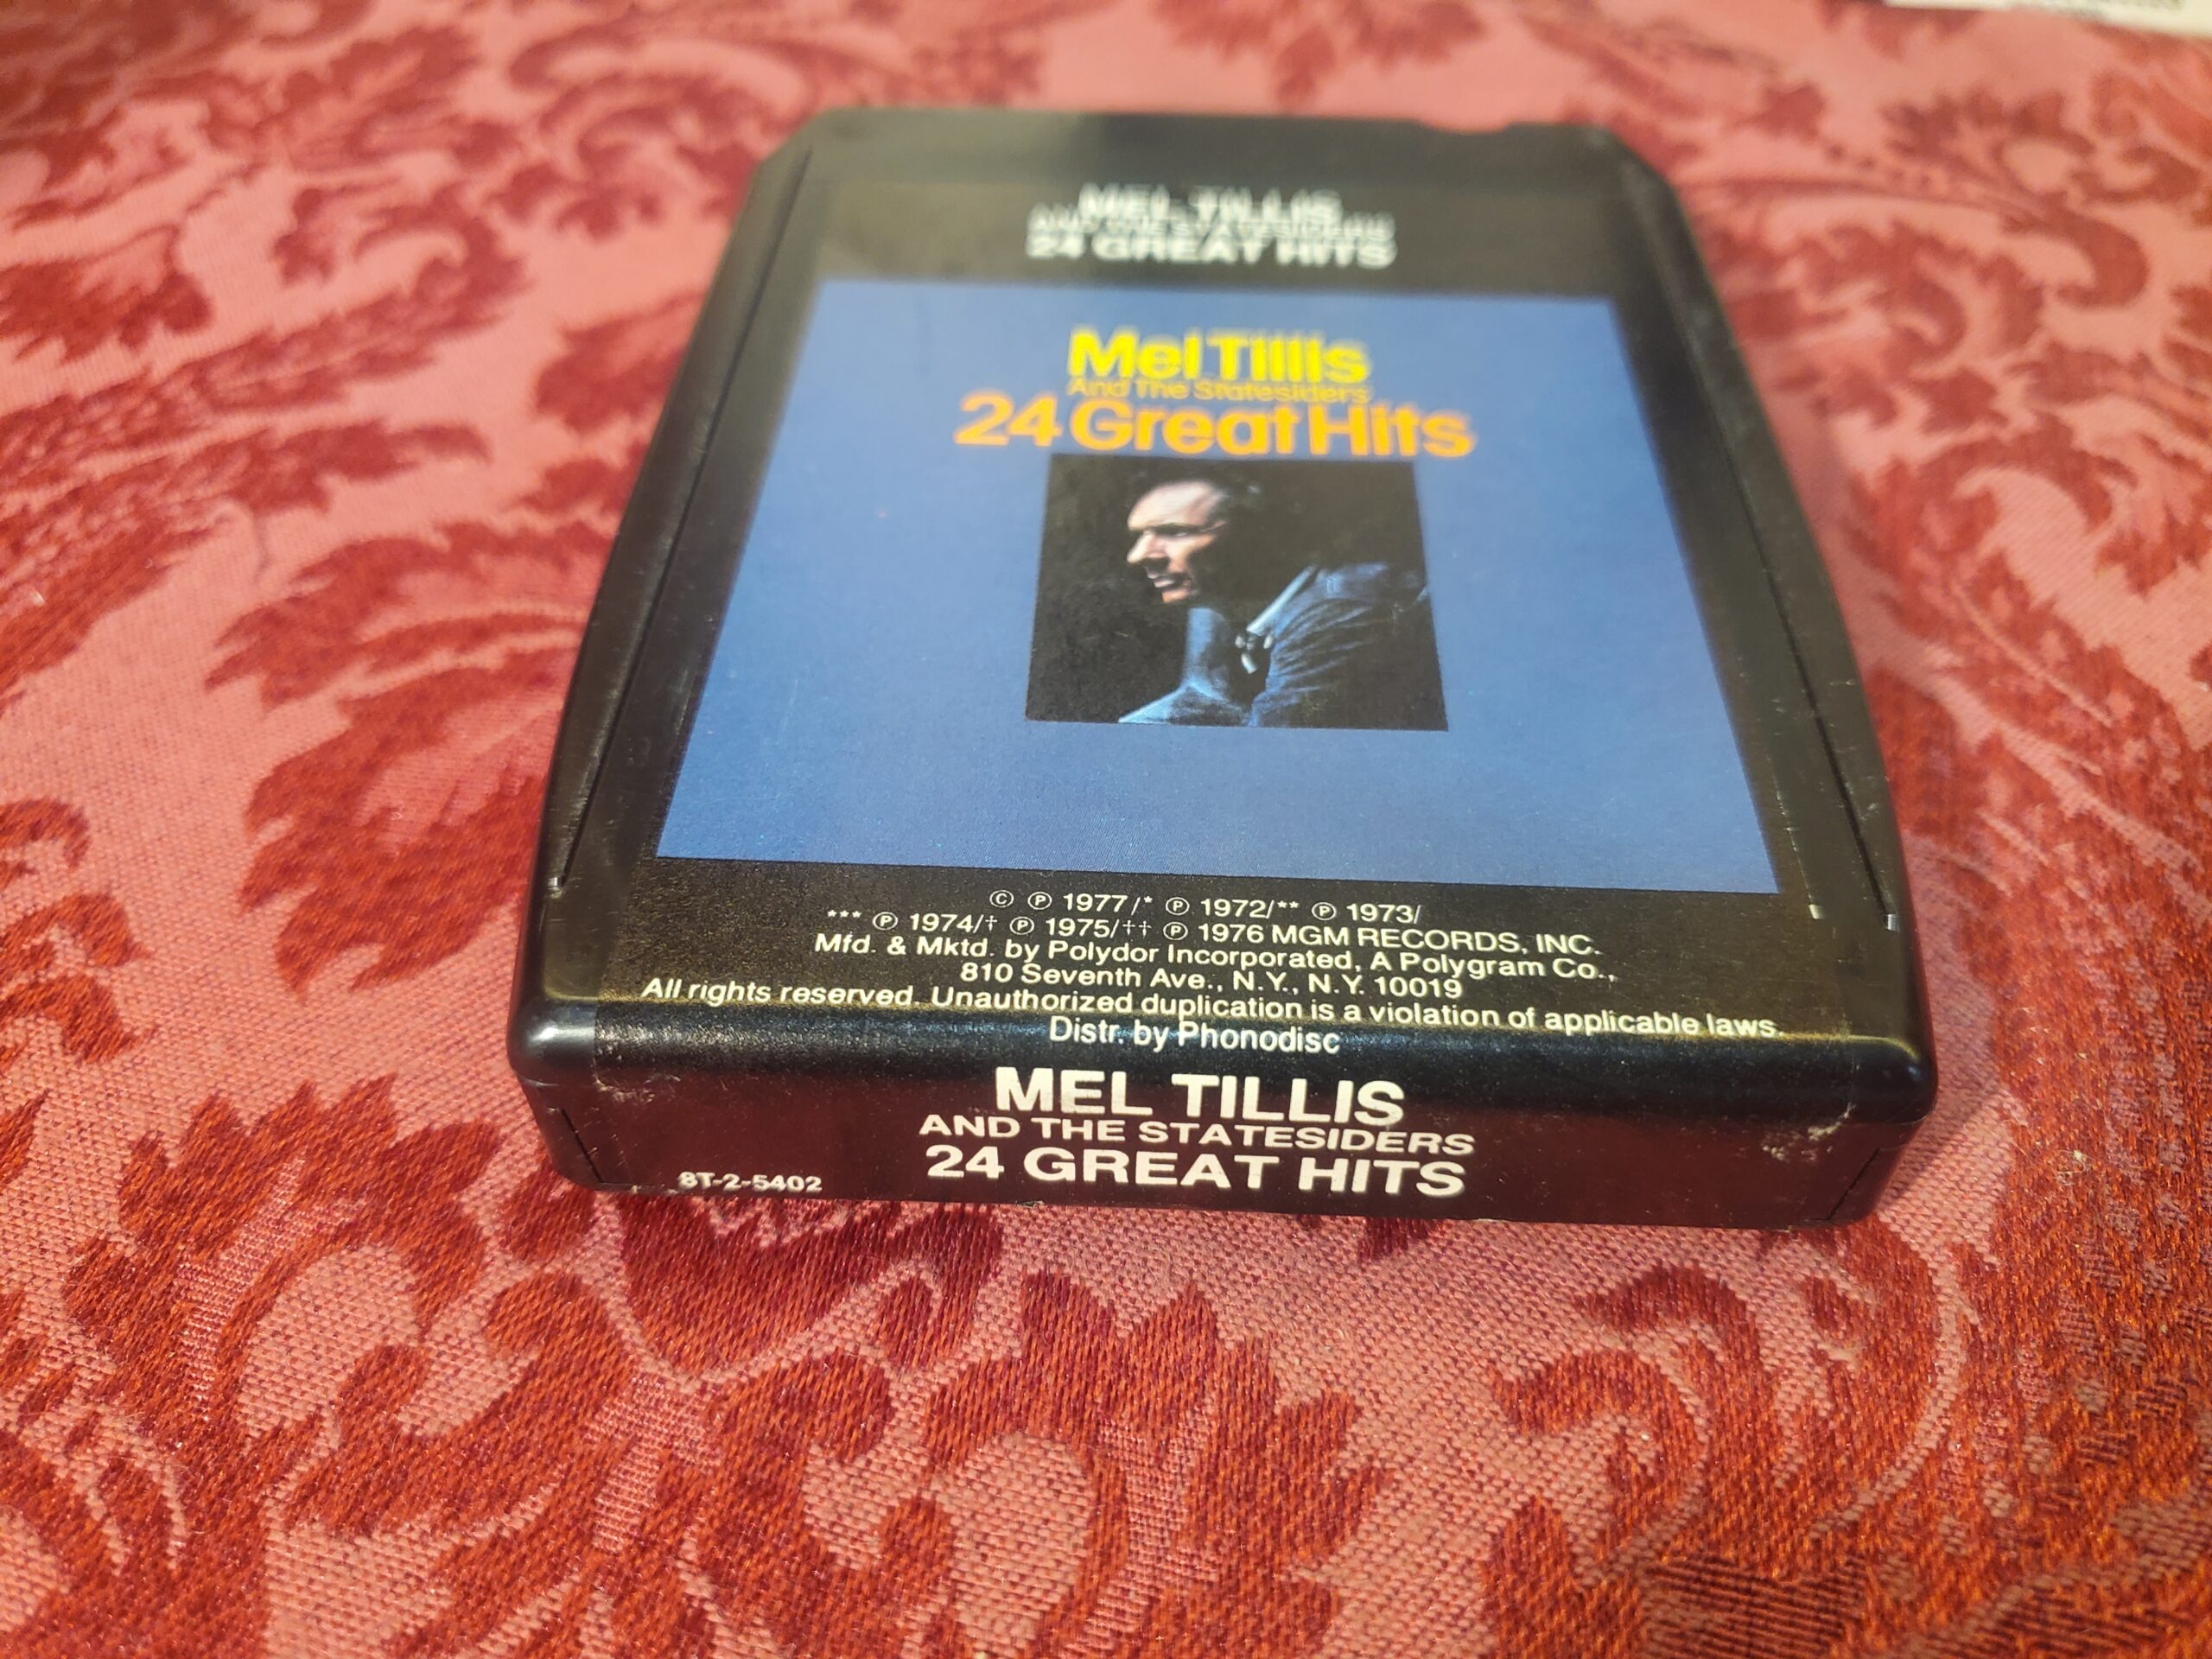 MEL TILLIS
AND THE STATESIDERS
24 GREAT HITS
Mel Tillis
And The Statesiders
24 Great Hits
© ℗ 1977/* ℗ 1972/** ℗ 1973/
*** ℗ 1974/† ℗ 1975/†† ℗ 1976 MGM RECORDS, INC.
Mfd. & Mktd. by Polydor Incorporated, A Polygram Co.,
810 Seventh Ave., N.Y., N.Y. 10019
All rights reserved. Unauthorized duplication is a violation of applicable laws.
Distr. by Phonodisc
MEL TILLIS
AND THE STATESIDERS
24 GREAT HITS
8T-2-5402